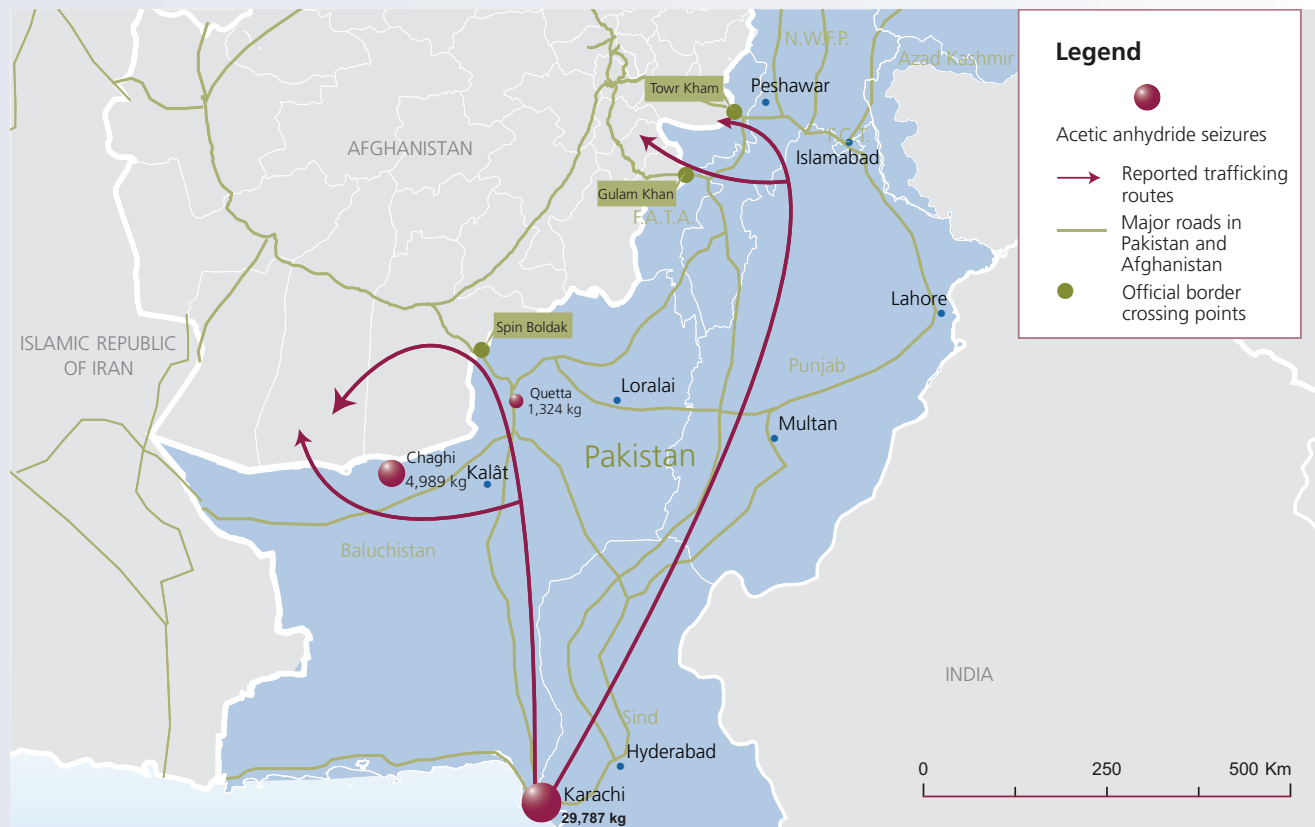 N.W.F.P.
Azad Kashmir
Towr Kham
Peshawar
AFGHANISTAN
Islamabad
Gulam Khan
F.A.T.A.
Lahore
Spin Boldak
ISLAMIC REPUBLIC
OF IRAN
Punjab
Quetta
1,324 kg
Loralai
Multan
Pakistan
Chaghi
4,989 kg
Kalât
Baluchistan
INDIA
Sind
Hyderabad
Karachi
29,787 kg
Legend
Acetic anhydride seizures
Reported trafficking
routes
Major roads in
Pakistan and
Afghanistan
Official border
crossing points
0 250 500 Km